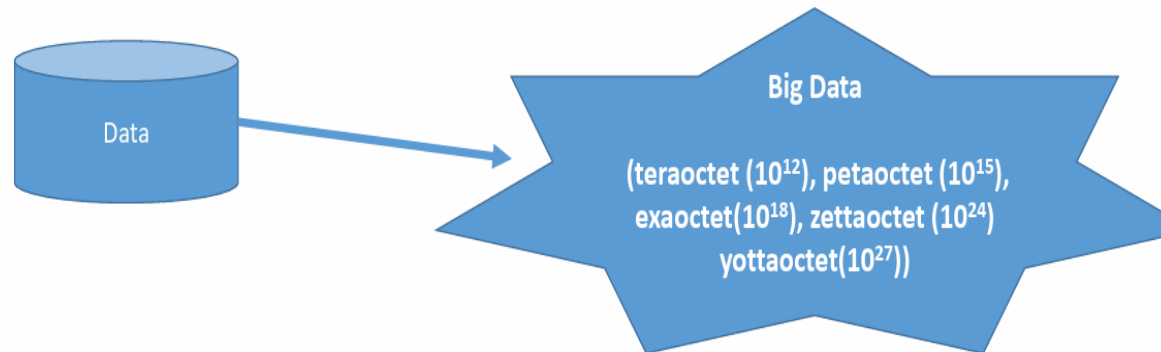 Data
Big Data
(teraoctet (10¹²), petaoctet (10¹⁵),
exaoctet(10¹⁸), zettaoctet (10²⁴)
yottaoctet(10²⁷))